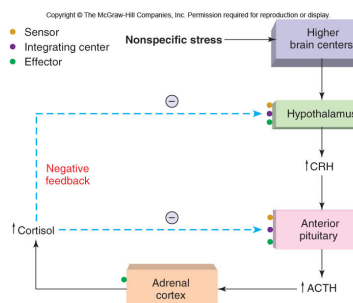 Copyright © The McGraw-Hill Companies, Inc. Permission required for reproduction or display.
Sensor
Integrating center
Effector
Nonspecific stress
Higher
brain centers
−
Hypothalamus
Negative
feedback
↑CRH
−
↑Cortisol
Anterior
pituitary
Adrenal
cortex
↑ACTH